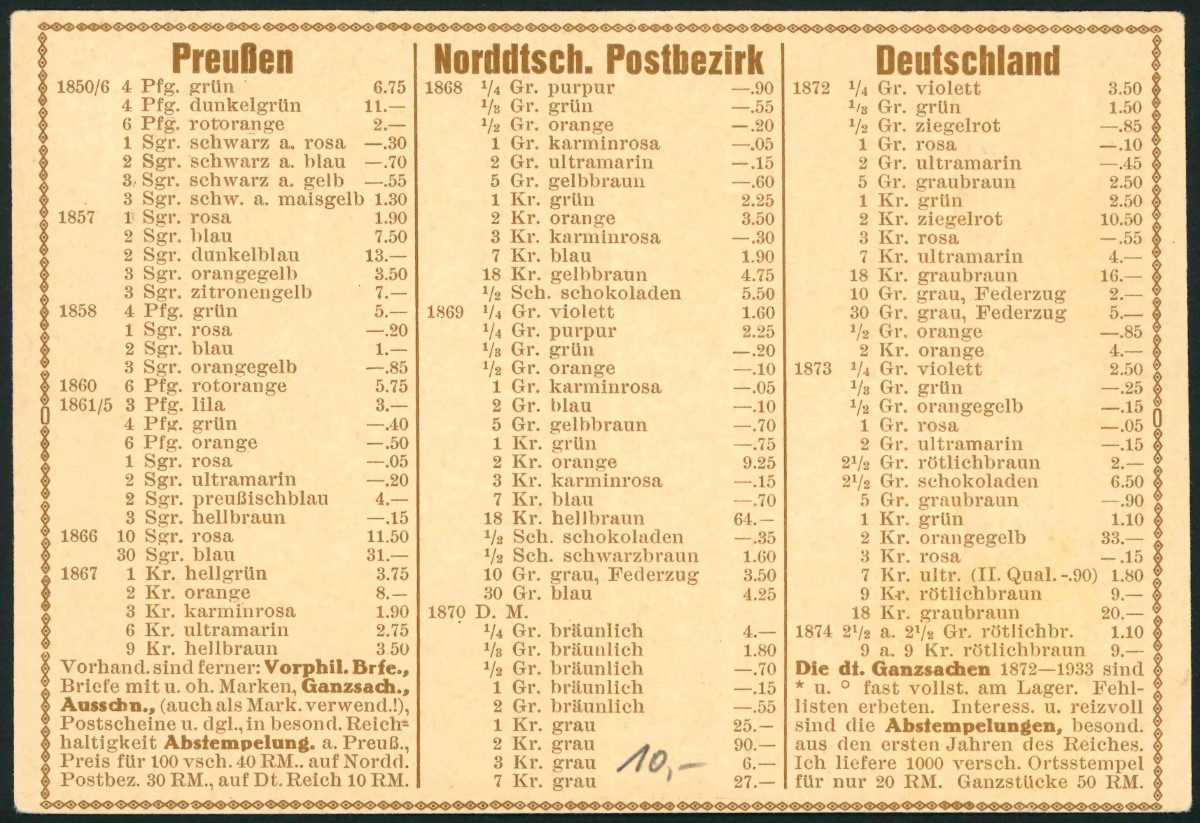 Preußen
1850/6 4 Pfg. grün 6.75
4 Pfg. dunkelgrün 11.—
6 Pfg. rotorange 2.—
1 Sgr. schwarz a. rosa —.30
2 Sgr. schwarz a. blau —.70
3 Sgr. schwarz a. gelb —.55
3 Sgr. schw. a. maisgelb 1.30
1857 1 Sgr. rosa 1.90
2 Sgr. blau 7.50
2 Sgr. dunkelblau 13.—
3 Sgr. orangegelb 3.50
3 Sgr. zitronengelb 7.—
1858 4 Pfg. grün 5.—
1 Sgr. rosa —.20
2 Sgr. blau 1.—
3 Sgr. orangegelb —.85
1860 6 Pfg. rotorange 5.75
1861/5 3 Pfg. lila 3.—
4 Pfg. grün —.40
6 Pfg. orange —.50
1 Sgr. rosa —.05
2 Sgr. ultramarin —.20
2 Sgr. preußischblau 4.—
3 Sgr. hellbraun —.15
1866 10 Sgr. rosa 11.50
30 Sgr. blau 31.—
1867 1 Kr. hellgrün 3.75
2 Kr. orange 8.—
3 Kr. karminrosa 1.90
6 Kr. ultramarin 2.75
9 Kr. hellbraun 3.50
Vorhand. sind ferner: Vorphil. Brfe.,
Briefe mit u. oh. Marken, Ganzsach.,
Ausschn., (auch als Mark. verwend.!),
Postscheine u. dgl., in besond. Reich-
haltigkeit Abstempelung. a. Preuß.,
Preis für 100 vsch. 40 RM.. auf Nordd.
Postbez. 30 RM., auf Dt. Reich 10 RM.
Norddtsch. Postbezirk
1868 1/4 Gr. purpur —.90
1/3 Gr. grün —.55
1/2 Gr. orange —.20
1 Gr. karminrosa —.05
2 Gr. ultramarin —.15
5 Gr. gelbbraun —.60
1 Kr. grün 2.25
2 Kr. orange 3.50
3 Kr. karminrosa —.30
7 Kr. blau 1.90
18 Kr. gelbbraun 4.75
1/2 Sch. schokoladen 5.50
1869 1/4 Gr. violett 1.60
1/4 Gr. purpur 2.25
1/3 Gr. grün —.20
1/2 Gr. orange —.10
1 Gr. karminrosa —.05
2 Gr. blau —.10
5 Gr. gelbbraun —.70
1 Kr. grün —.75
2 Kr. orange 9.25
3 Kr. karminrosa —.15
7 Kr. blau —.70
18 Kr. hellbraun 64.—
1/2 Sch. schokoladen —.35
1/2 Sch. schwarzbraun 1.60
10 Gr. grau, Federzug 3.50
30 Gr. blau 4.25
1870 D. M.
1/4 Gr. bräunlich 4.—
1/3 Gr. bräunlich 1.80
1/2 Gr. bräunlich —.70
1 Gr. bräunlich —.15
2 Gr. bräunlich —.55
1 Kr. grau 25.—
2 Kr. grau 90.—
3 Kr. grau 6.—
7 Kr. grau 27.—
10,-
Deutschland
1872 1/4 Gr. violett 3.50
1/3 Gr. grün 1.50
1/2 Gr. ziegelrot —.85
1 Gr. rosa —.10
2 Gr. ultramarin —.45
5 Gr. graubraun 2.50
1 Kr. grün 2.50
2 Kr. ziegelrot 10.50
3 Kr. rosa —.55
7 Kr. ultramarin 4.—
18 Kr. graubraun 16.—
10 Gr. grau, Federzug 2.—
30 Gr. grau, Federzug 5.—
1/2 Gr. orange —.85
2 Kr. orange 4.—
1873 1/4 Gr. violett 2.50
1/3 Gr. grün —.25
1/2 Gr. orangegelb —.15
1 Gr. rosa —.05
2 Gr. ultramarin —.15
2 1/2 Gr. rötlichbraun 2.—
2 1/2 Gr. schokoladen 6.50
5 Gr. graubraun —.90
1 Kr. grün 1.10
2 Kr. orangegelb 33.—
3 Kr. rosa —.15
7 Kr. ultr. (II. Qual. -.90) 1.80
9 Kr. rötlichbraun 9.—
18 Kr. graubraun 20.—
1874 2 1/2 a. 2 1/2 Gr. rötlichbr. 1.10
9 a. 9 Kr. rötlichbraun 9.—
Die dt. Ganzsachen 1872—1933 sind
* u. ° fast vollst. am Lager. Fehl-
listen erbeten. Interess. u. reizvoll
sind die Abstempelungen, besond.
aus den ersten Jahren des Reiches.
Ich liefere 1000 versch. Ortsstempel
für nur 20 RM. Ganzstücke 50 RM.